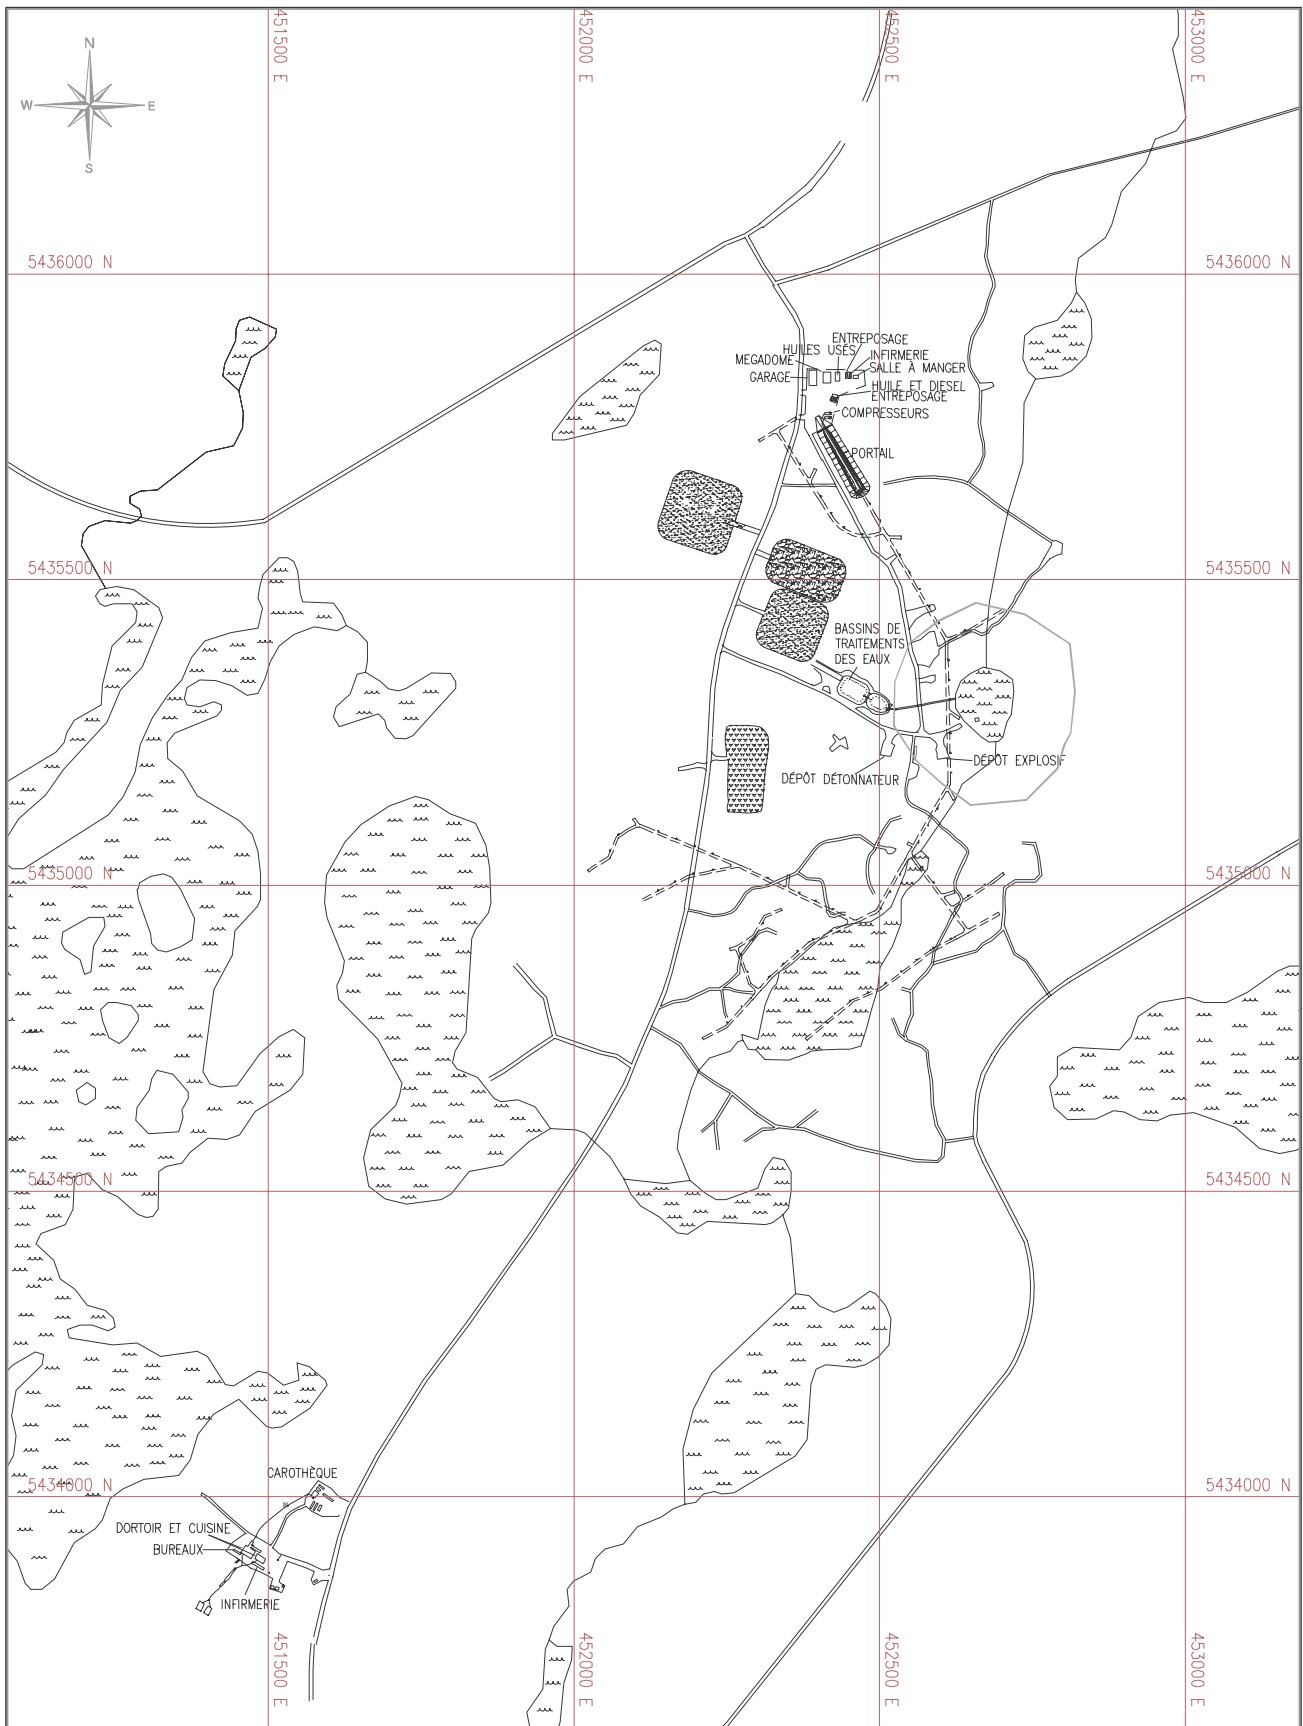 451500 E
452000 E
452500 E
453000 E
N
W
E
S
5436000 N
5436000 N
ENTREPOSAGE
HUILES USÉS
INFIRMERIE
MEGADOME
SALLE À MANGER
GARAGE
HUILE ET DIESEL
ENTREPOSAGE
COMPRESSEURS
PORTAIL
5435500 N
5435500 N
BASSINS DE
TRAITEMENTS
DES EAUX
DÉPÔT EXPLOSIF
DÉPÔT DÉTONNATEUR
5435000 N
5435000 N
5434500 N
5434500 N
CAROTHÈQUE
5434000 N
5434000 N
DORTOIR ET CUISINE
BUREAUX
INFIRMERIE
451500 E
452000 E
452500 E
453000 E